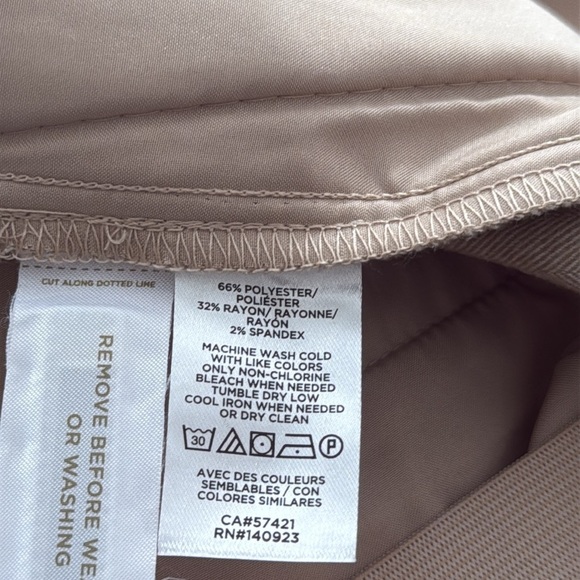 CUT ALONG DOTTED LINE
REMOVE BEFORE WE
OR WASHING
66% POLYESTER/
POLIÉSTER
32% RAYON/RAYONNE/
RAYÓN
2% SPANDEX
MACHINE WASH COLD
WITH LIKE COLORS
ONLY NON-CHLORINE
BLEACH WHEN NEEDED
TUMBLE DRY LOW
COOL IRON WHEN NEEDED
OR DRY CLEAN
30 P
AVEC DES COULEURS
SEMBLABLES / CON
COLORES SIMILARES
CA#57421
RN#140923